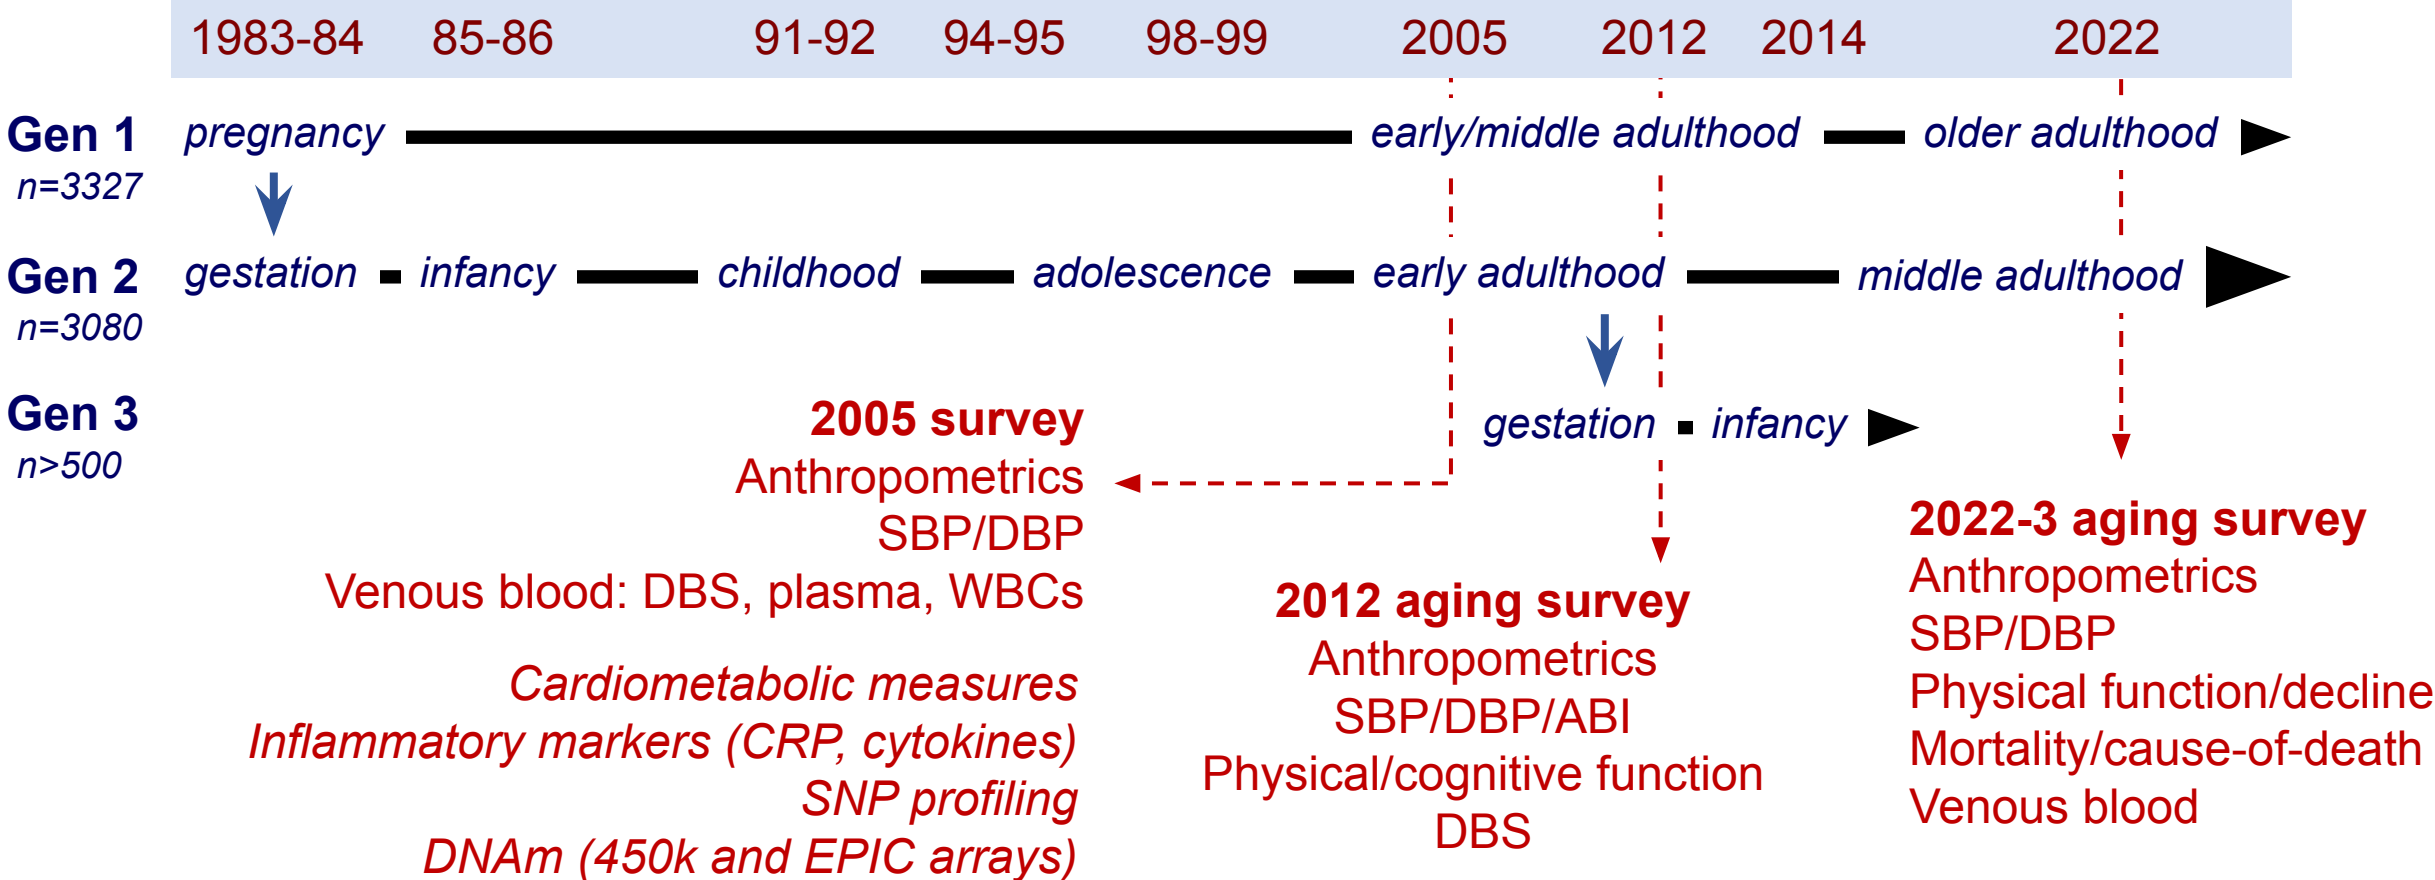 1983-84 85-86 91-92 94-95 98-99 2005 2012 2014 2022
Gen 1 pregnancy early/middle adulthood older adulthood
n=3327
Gen 2 gestation infancy childhood adolescence early adulthood middle adulthood
n=3080
Gen 3 gestation infancy
n>500
2005 survey
Anthropometrics
SBP/DBP
Venous blood: DBS, plasma, WBCs
Cardiometabolic measures
Inflammatory markers (CRP, cytokines)
SNP profiling
DNAm (450k and EPIC arrays)
2012 aging survey
Anthropometrics
SBP/DBP/ABI
Physical/cognitive function
DBS
2022-3 aging survey
Anthropometrics
SBP/DBP
Physical function/decline
Mortality/cause-of-death
Venous blood